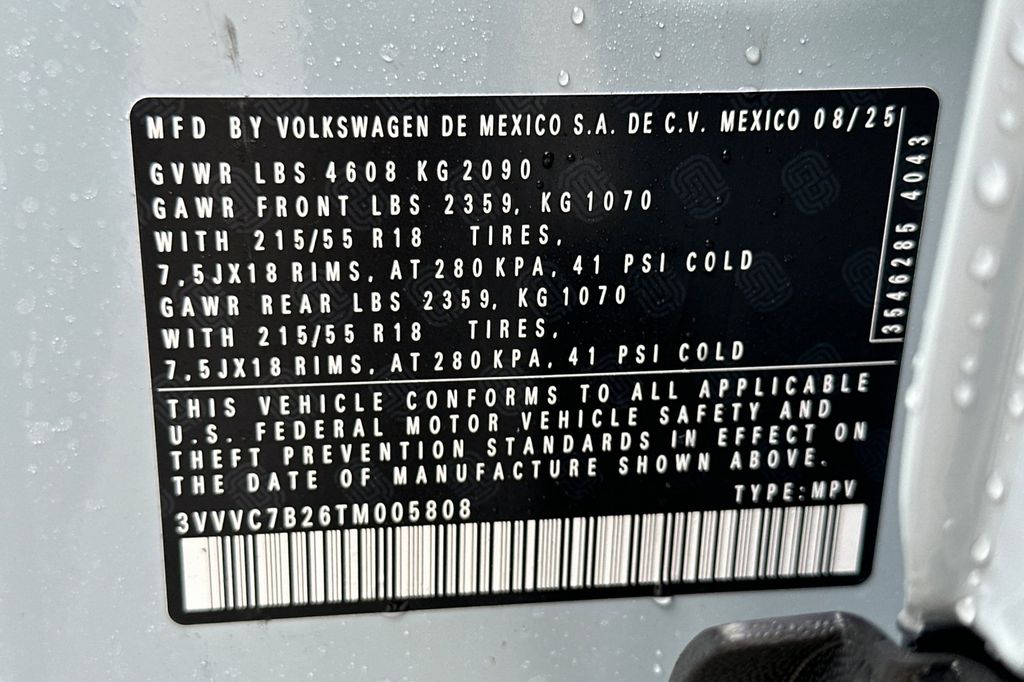 MFD BY VOLKSWAGEN DE MEXICO S.A. DE C.V. MEXICO 08/25
GVWR LBS 4608 KG 2090
GAWR FRONT LBS 2359, KG 1070
WITH 215/55 R18 TIRES,
7,5JX18 RIMS, AT 280 KPA, 41 PSI COLD
GAWR REAR LBS 2359, KG 1070
WITH 215/55 R18 TIRES,
7,5JX18 RIMS, AT 280 KPA, 41 PSI COLD
3546285 4043
THIS VEHICLE CONFORMS TO ALL APPLICABLE
U.S. FEDERAL MOTOR VEHICLE SAFETY AND
THEFT PREVENTION STANDARDS IN EFFECT ON
THE DATE OF MANUFACTURE SHOWN ABOVE.
TYPE: MPV
3VVVC7B26TM005808